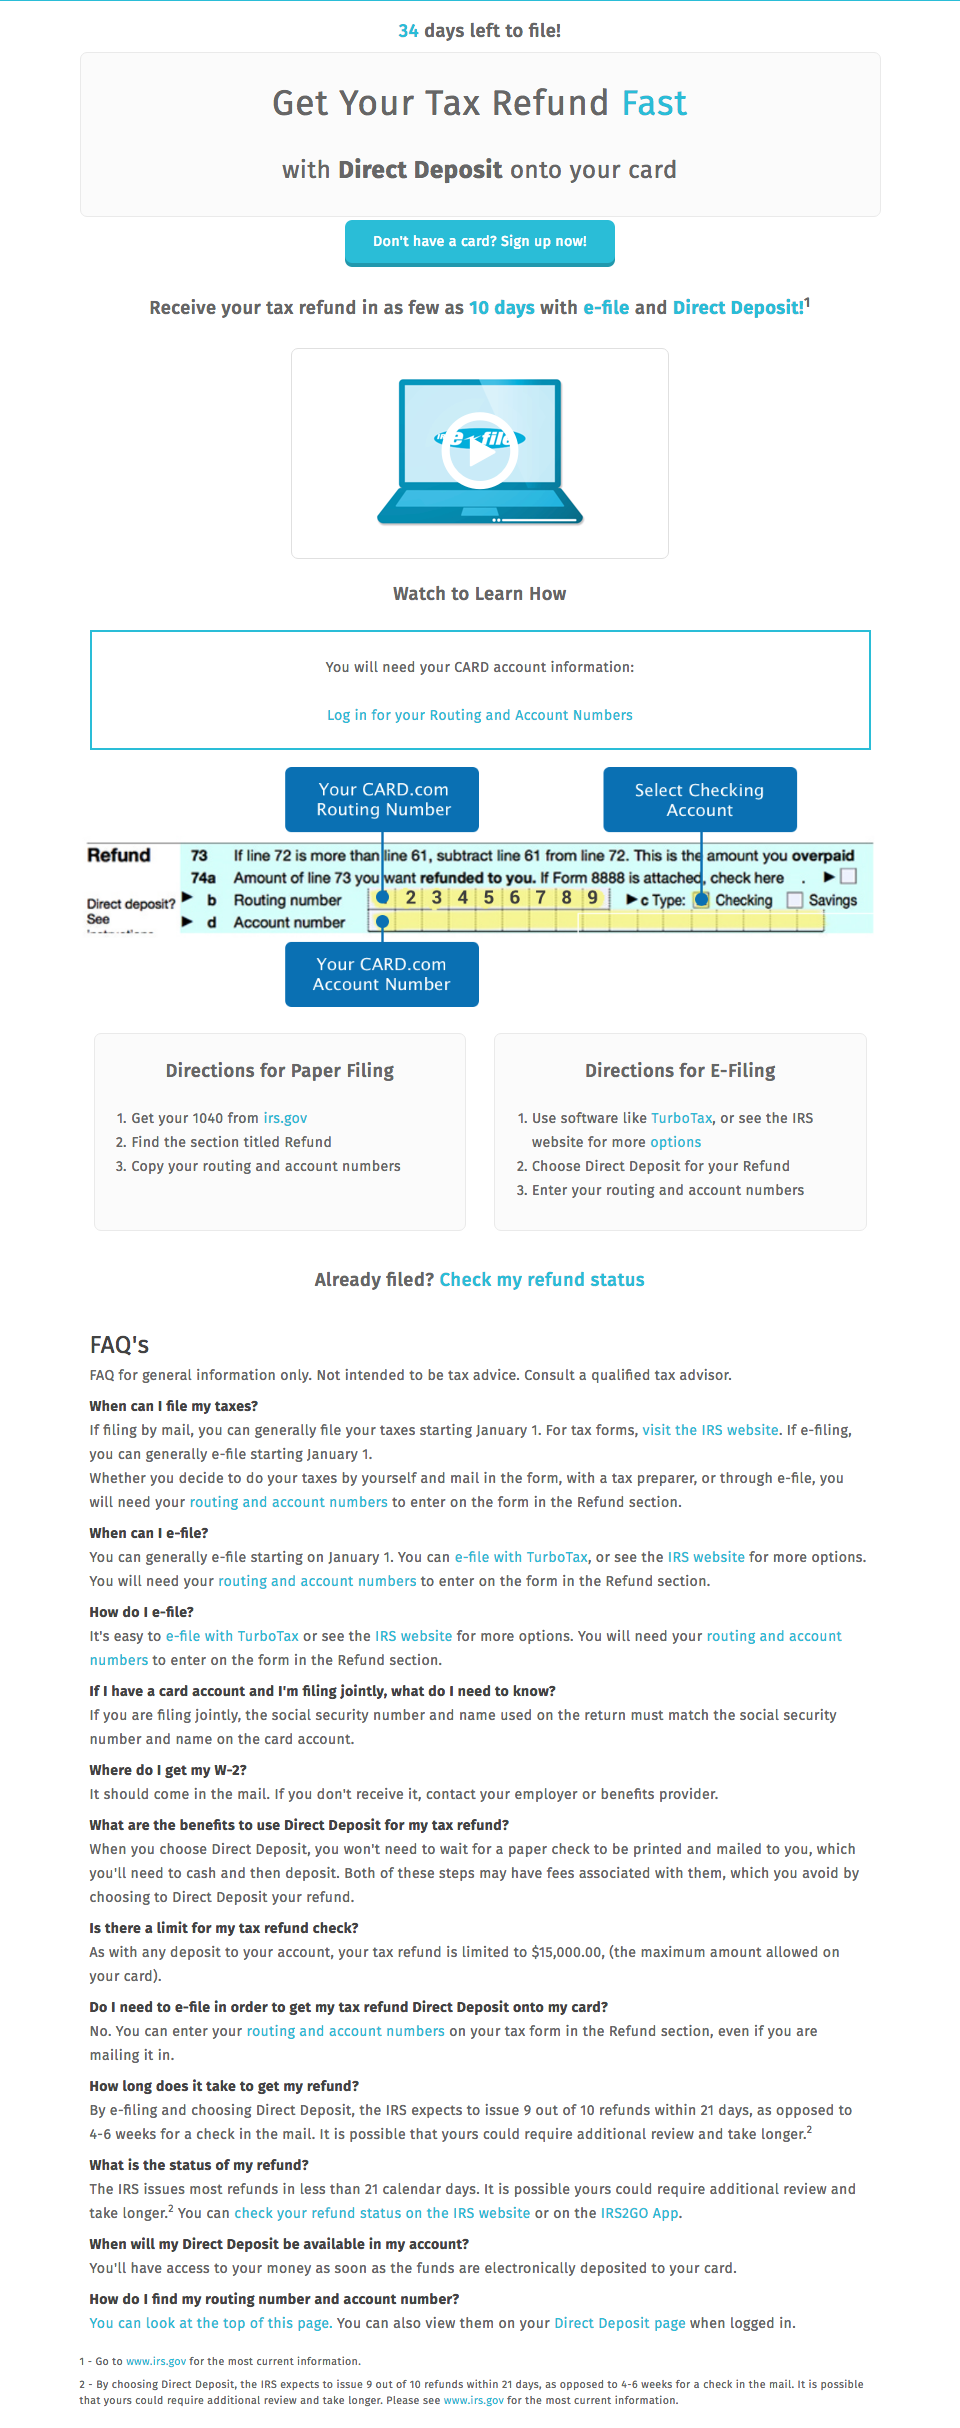 34 days left to file!
Get Your Tax Refund Fast
with Direct Deposit onto your card
Don't have a card? Sign up now!
Receive your tax refund in as few as 10 days with e-file and Direct Deposit!1
e file
Watch to Learn How
You will need your CARD account information:
Log in for your Routing and Account Numbers
Your CARD.com
Routing Number
Select Checking
Account
Refund 73 If line 72 is more than line 61, subtract line 61 from line 72. This is the amount you overpaid
74a Amount of line 73 you want refunded to you. If Form 8888 is attached, check here . ▶
Direct deposit? ▶ b Routing number 2 3 4 5 6 7 8 9 ▶ c Type: Checking Savings
See ▶ d Account number
Your CARD.com
Account Number
Directions for Paper Filing
1. Get your 1040 from irs.gov
2. Find the section titled Refund
3. Copy your routing and account numbers
Directions for E-Filing
1. Use software like TurboTax, or see the IRS
website for more options
2. Choose Direct Deposit for your Refund
3. Enter your routing and account numbers
Already filed? Check my refund status
FAQ's
FAQ for general information only. Not intended to be tax advice. Consult a qualified tax advisor.
When can I file my taxes?
If filing by mail, you can generally file your taxes starting January 1. For tax forms, visit the IRS website. If e-filing,
you can generally e-file starting January 1.
Whether you decide to do your taxes by yourself and mail in the form, with a tax preparer, or through e-file, you
will need your routing and account numbers to enter on the form in the Refund section.
When can I e-file?
You can generally e-file starting on January 1. You can e-file with TurboTax, or see the IRS website for more options.
You will need your routing and account numbers to enter on the form in the Refund section.
How do I e-file?
It's easy to e-file with TurboTax or see the IRS website for more options. You will need your routing and account
numbers to enter on the form in the Refund section.
If I have a card account and I'm filing jointly, what do I need to know?
If you are filing jointly, the social security number and name used on the return must match the social security
number and name on the card account.
Where do I get my W-2?
It should come in the mail. If you don't receive it, contact your employer or benefits provider.
What are the benefits to use Direct Deposit for my tax refund?
When you choose Direct Deposit, you won't need to wait for a paper check to be printed and mailed to you, which
you'll need to cash and then deposit. Both of these steps may have fees associated with them, which you avoid by
choosing to Direct Deposit your refund.
Is there a limit for my tax refund check?
As with any deposit to your account, your tax refund is limited to $15,000.00, (the maximum amount allowed on
your card).
Do I need to e-file in order to get my tax refund Direct Deposit onto my card?
No. You can enter your routing and account numbers on your tax form in the Refund section, even if you are
mailing it in.
How long does it take to get my refund?
By e-filing and choosing Direct Deposit, the IRS expects to issue 9 out of 10 refunds within 21 days, as opposed to
4-6 weeks for a check in the mail. It is possible that yours could require additional review and take longer.2
What is the status of my refund?
The IRS issues most refunds in less than 21 calendar days. It is possible yours could require additional review and
take longer.2 You can check your refund status on the IRS website or on the IRS2GO App.
When will my Direct Deposit be available in my account?
You'll have access to your money as soon as the funds are electronically deposited to your card.
How do I find my routing number and account number?
You can look at the top of this page. You can also view them on your Direct Deposit page when logged in.
1 - Go to www.irs.gov for the most current information.
2 - By choosing Direct Deposit, the IRS expects to issue 9 out of 10 refunds within 21 days, as opposed to 4-6 weeks for a check in the mail. It is possible
that yours could require additional review and take longer. Please see www.irs.gov for the most current information.